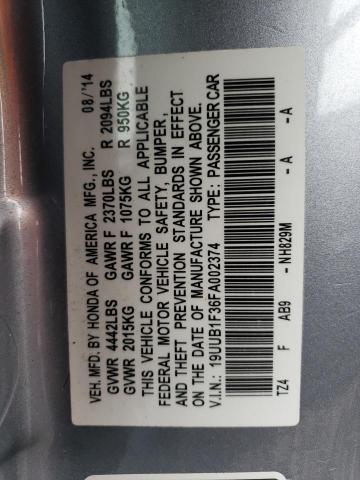 VEH. MFD. BY HONDA OF AMERICA MFG., INC. 08/'14
GVWR 4442LBS GAWR F 2370LBS R 2094LBS
GVWR 2015KG GAWR F 1075KG R 950KG
THIS VEHICLE CONFORMS TO ALL APPLICABLE
FEDERAL MOTOR VEHICLE SAFETY, BUMPER,
AND THEFT PREVENTION STANDARDS IN EFFECT
ON THE DATE OF MANUFACTURE SHOWN ABOVE.
V.I.N.: 19UUB1F36FA002374 TYPE: PASSENGER CAR
TZ4 F AB9 - NH829M - A - A